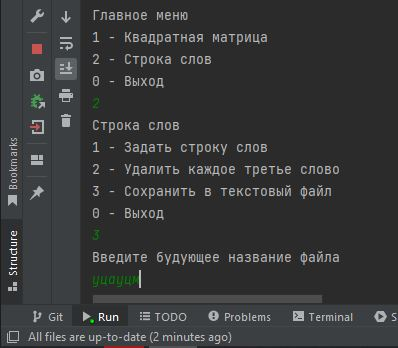 Главное меню
1 - Квадратная матрица
2 - Строка слов
0 - Выход
2
Строка слов
1 - Задать строку слов
2 - Удалить каждое третье слово
3 - Сохранить в текстовый файл
0 - Выход
3
Введите будующее название файла
уцауцм
Bookmarks
Structure
Git Run TODO Problems Terminal S
All files are up-to-date (2 minutes ago)